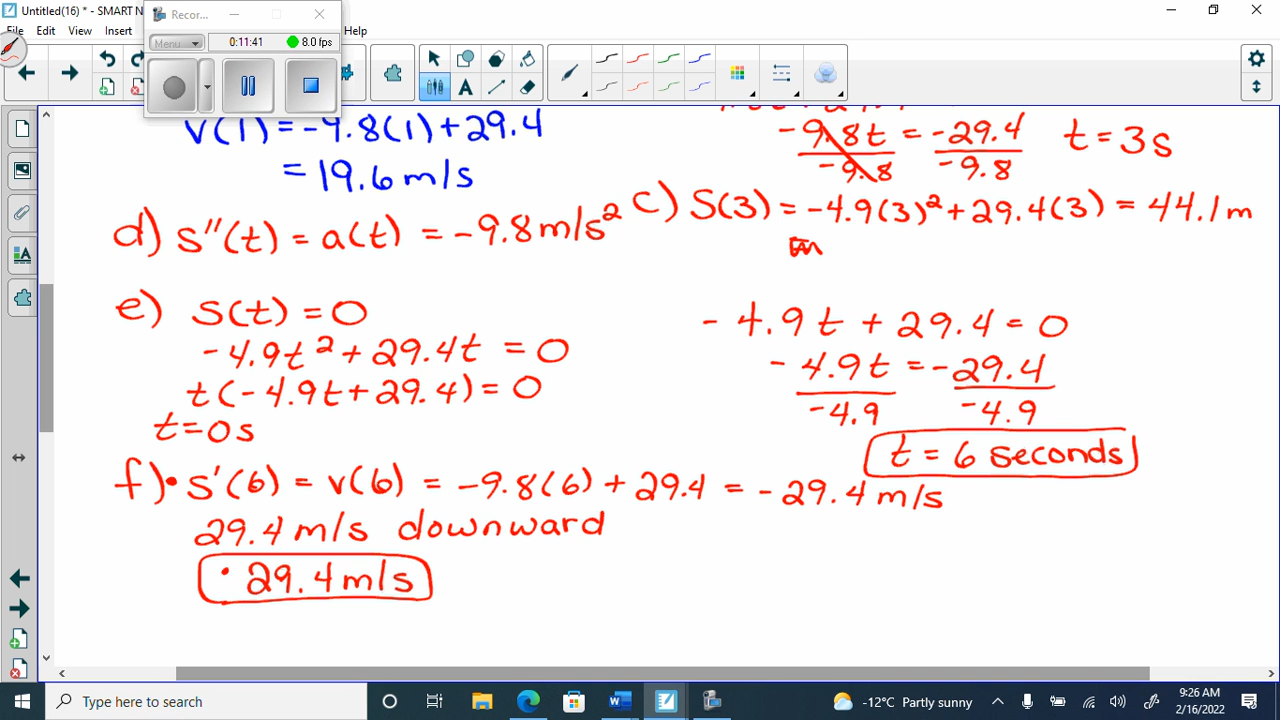 Untitled(16) * - SMART N
Recor...
File Edit View Insert Help
Menu
0:11:41 8.0 fps
v(1) = -9.8(1) + 29.4
= 19.6 m/s
-9.8t = -29.4 t = 3s
-9.8 -9.8
c) S(3) = -4.9(3)² + 29.4(3) = 44.1 m
d) s''(t) = a(t) = -9.8 m/s²
e) s(t) = 0
-4.9t² + 29.4t = 0
t(-4.9t + 29.4) = 0
t = 0s
-4.9t + 29.4 = 0
-4.9t = -29.4
-4.9 -4.9
t = 6 seconds
f) • s'(6) = v(6) = -9.8(6) + 29.4 = -29.4 m/s
29.4 m/s downward
• 29.4 m/s
Type here to search
-12°C Partly sunny
9:26 AM
2/16/2022